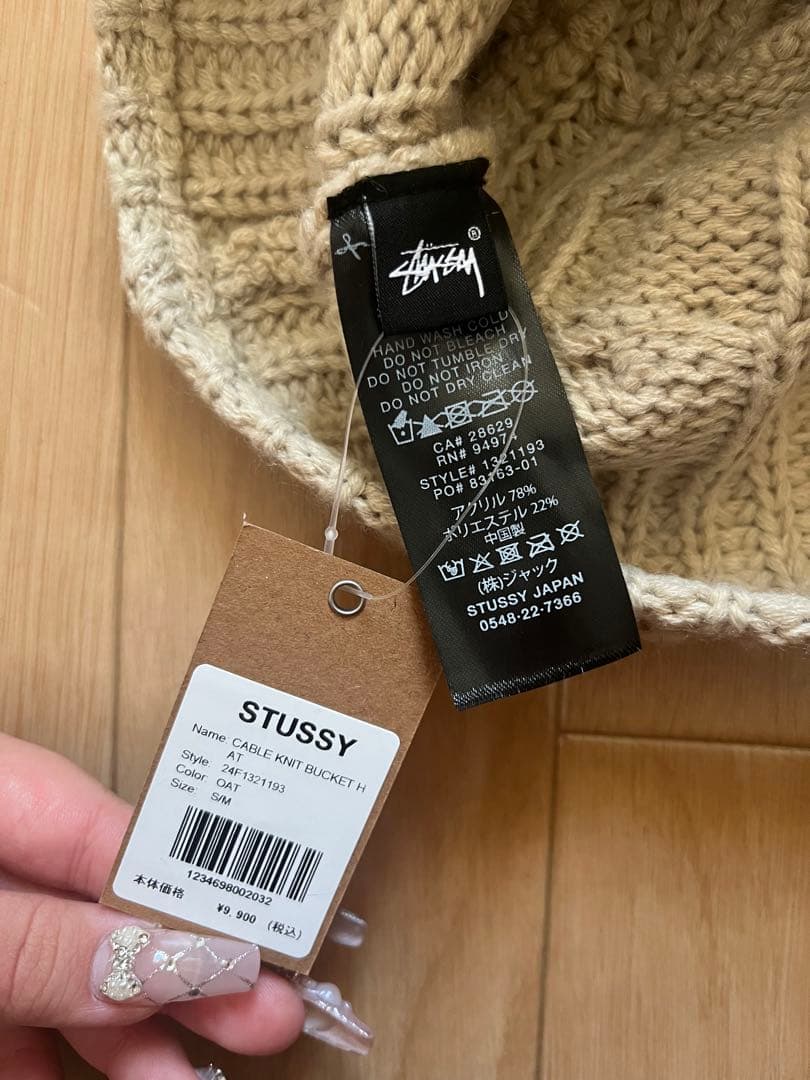 STÜSSY ®
HAND WASH COLD
DO NOT BLEACH
DO NOT TUMBLE DRY
DO NOT IRON
DO NOT DRY CLEAN
CA# 28629
RN# 94974
STYLE# 1321193
PO# 83163-01
アクリル 78%
ポリエステル 22%
中国製
(株)ジャック
STUSSY JAPAN
0548-22-7366
STUSSY
Name: CABLE KNIT BUCKET H
AT
Style: 24F1321193
Color: OAT
Size: S/M
1234698002032
本体価格
¥9,900 (税込)